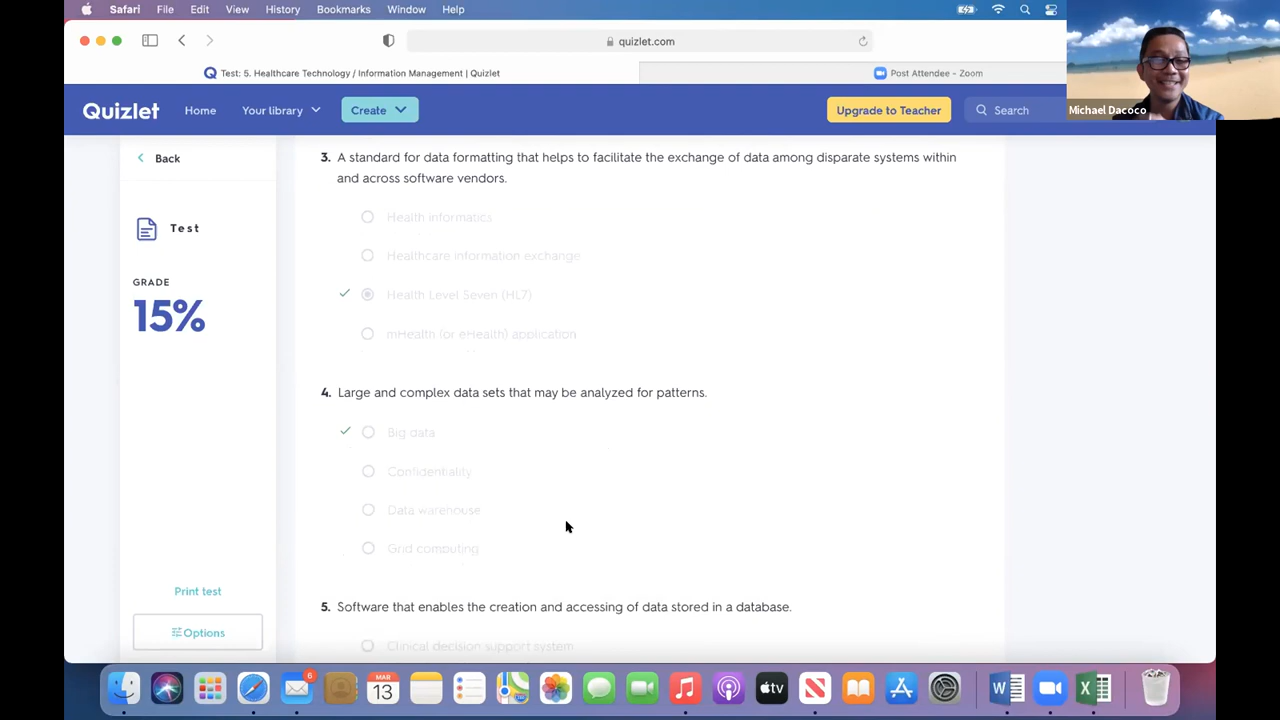 Safari File Edit View History Bookmarks Window Help
quizlet.com
Test: 5. Healthcare Technology / Information Management | Quizlet
Post Attendee - Zoom
Michael Dacoco
Quizlet Home Your library Create Upgrade to Teacher Search
Back
Test
GRADE
15%
Print test
Options
3. A standard for data formatting that helps to facilitate the exchange of data among disparate systems within
and across software vendors.
Health informatics
Healthcare information exchange
Health Level Seven (HL7)
mHealth (or eHealth) application
4. Large and complex data sets that may be analyzed for patterns.
Big data
Confidentiality
Data warehouse
Grid computing
5. Software that enables the creation and accessing of data stored in a database.
Clinical decision support system
6
MAR
13
tv
W
X